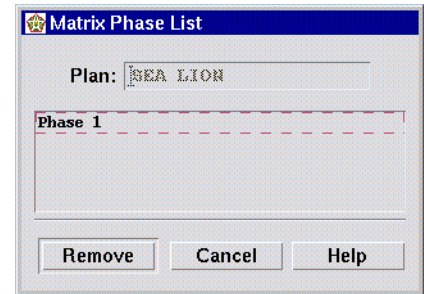 Matrix Phase List
Plan: SEA LION
Phase 1
Remove Cancel Help